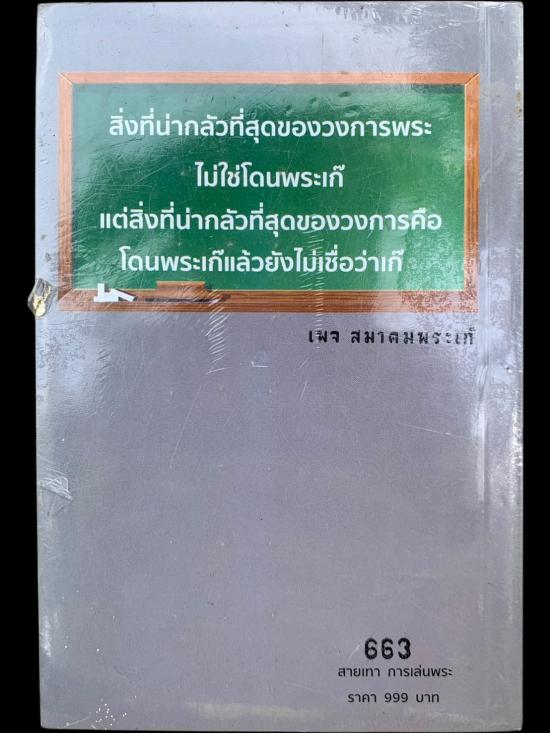 สิ่งที่น่ากลัวที่สุดของวงการพระ
ไม่ใช่โดนพระเก๊
แต่สิ่งที่น่ากลัวที่สุดของวงการคือ
โดนพระเก๊แล้วยังไม่เชื่อว่าเก๊
เพจ สมาคมพระเก๊
663
สายเทา การเล่นพระ
ราคา 999 บาท